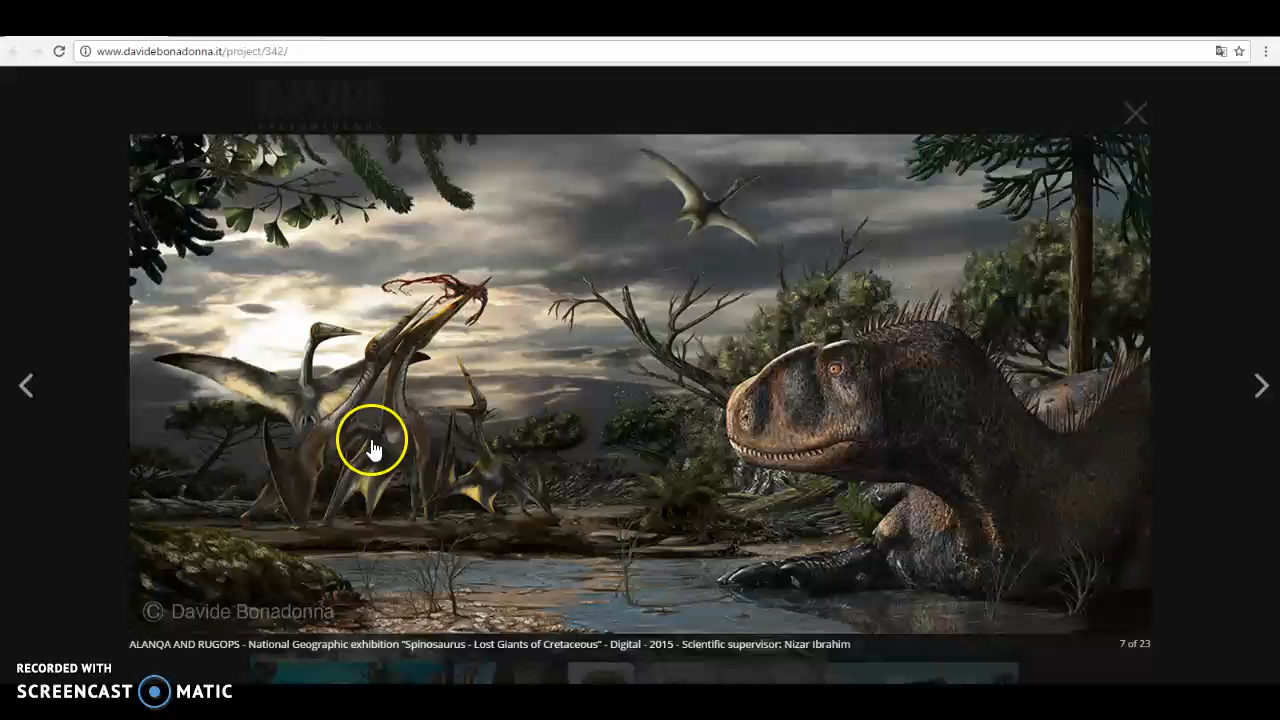 www.davidebonadonna.it/project/342/
© Davide Bonadonna
ALANQA AND RUGOPS - National Geographic exhibition "Spinosaurus - Lost Giants of Cretaceous" - Digital - 2015 - Scientific supervisor: Nizar Ibrahim
7 of 23
RECORDED WITH
SCREENCAST MATIC